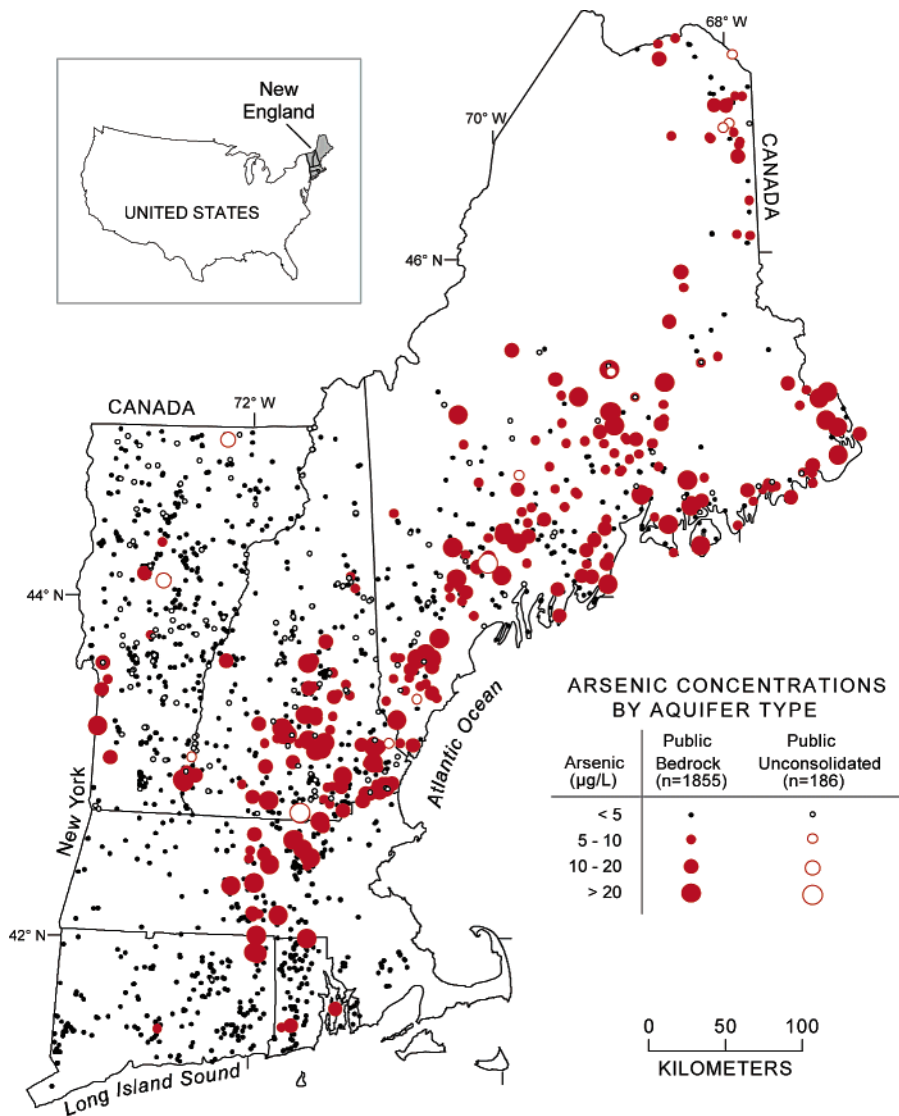 68° W
New
England
70° W
CANADA
UNITED STATES
46° N
CANADA
72° W
44° N
Atlantic Ocean
New York
ARSENIC CONCENTRATIONS
BY AQUIFER TYPE
Arsenic
(µg/L)
Public
Bedrock
(n=1855)
Public
Unconsolidated
(n=186)
< 5
5 - 10
10 - 20
> 20
42° N
Long Island Sound
0 50 100
KILOMETERS